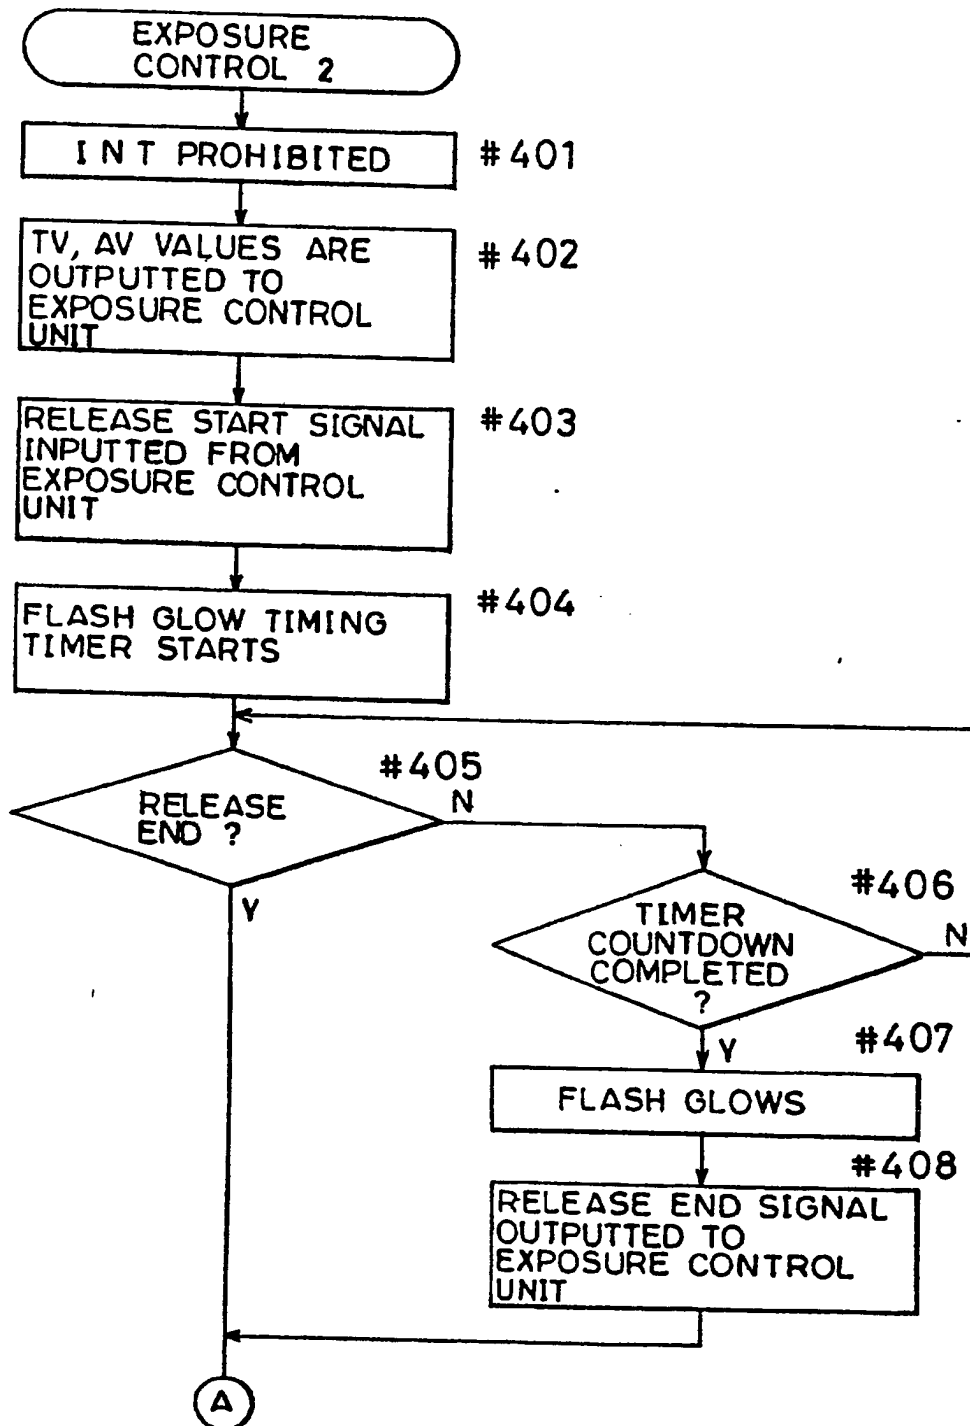 EXPOSURE
CONTROL 2
INT PROHIBITED
#401
TV, AV VALUES ARE
OUTPUTTED TO
EXPOSURE CONTROL
UNIT
#402
RELEASE START SIGNAL
INPUTTED FROM
EXPOSURE CONTROL
UNIT
#403
FLASH GLOW TIMING
TIMER STARTS
#404
#405
RELEASE
END ?
N
Y
#406
TIMER
COUNTDOWN
COMPLETED
?
N
Y
#407
FLASH GLOWS
#408
RELEASE END SIGNAL
OUTPUTTED TO
EXPOSURE CONTROL
UNIT
A